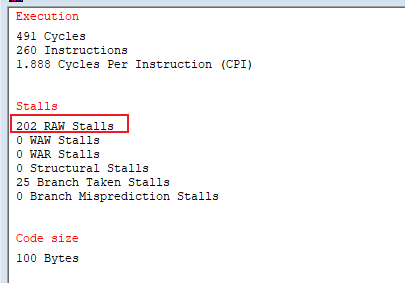 Execution
491 Cycles
260 Instructions
1.888 Cycles Per Instruction (CPI)
Stalls
202 RAW Stalls
0 WAW Stalls
0 WAR Stalls
0 Structural Stalls
25 Branch Taken Stalls
0 Branch Misprediction Stalls
Code size
100 Bytes